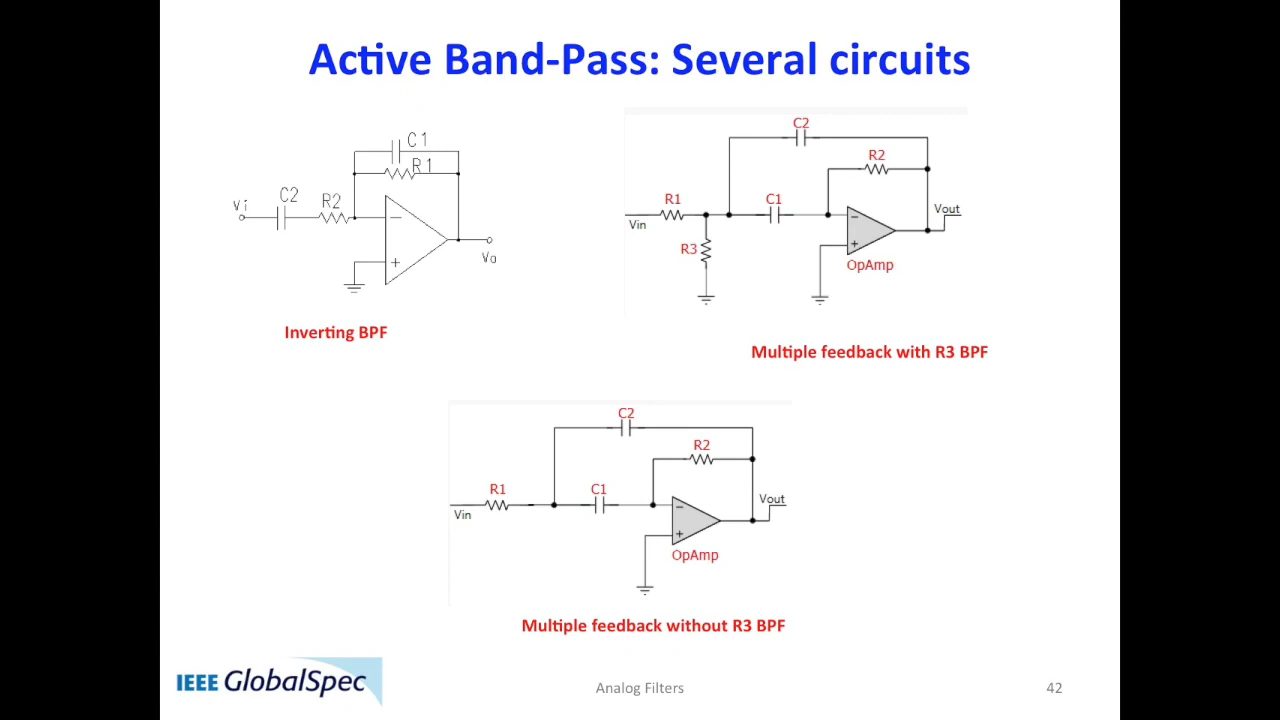 Active Band-Pass: Several circuits
C1
R1
Vi
C2
R2
−
+
Vo
Inverting BPF
C2
R2
R1
C1
Vin
R3
−
+
Vout
OpAmp
Multiple feedback with R3 BPF
C2
R2
R1
C1
Vin
−
+
Vout
OpAmp
Multiple feedback without R3 BPF
IEEE GlobalSpec
Analog Filters
42